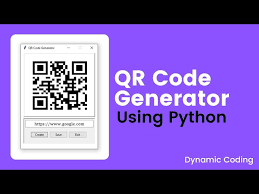 QR Code Generator
https://www.google.com
Create
Save
Exit
QR Code
Generator
Using Python
Dynamic Coding